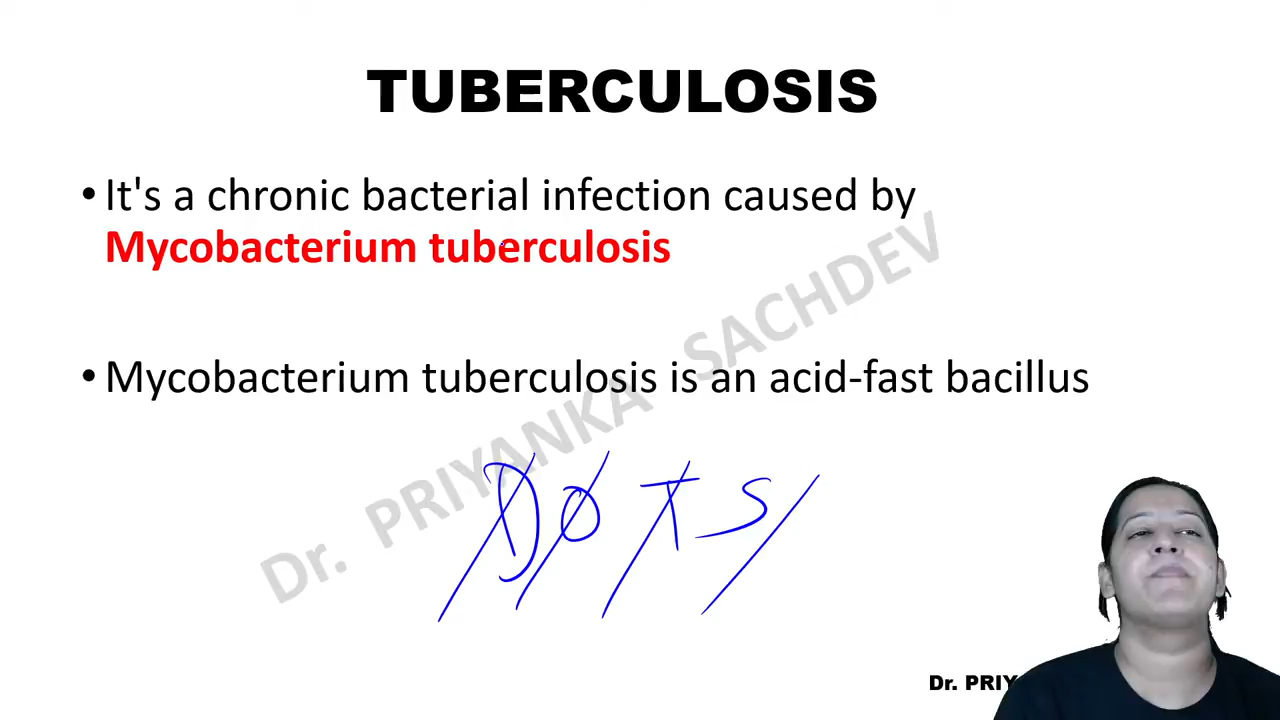 TUBERCULOSIS
• It's a chronic bacterial infection caused by
Mycobacterium tuberculosis
• Mycobacterium tuberculosis is an acid-fast bacillus
Dr. PRIYANKA SACHDEV
DOTS
Dr. PRIY